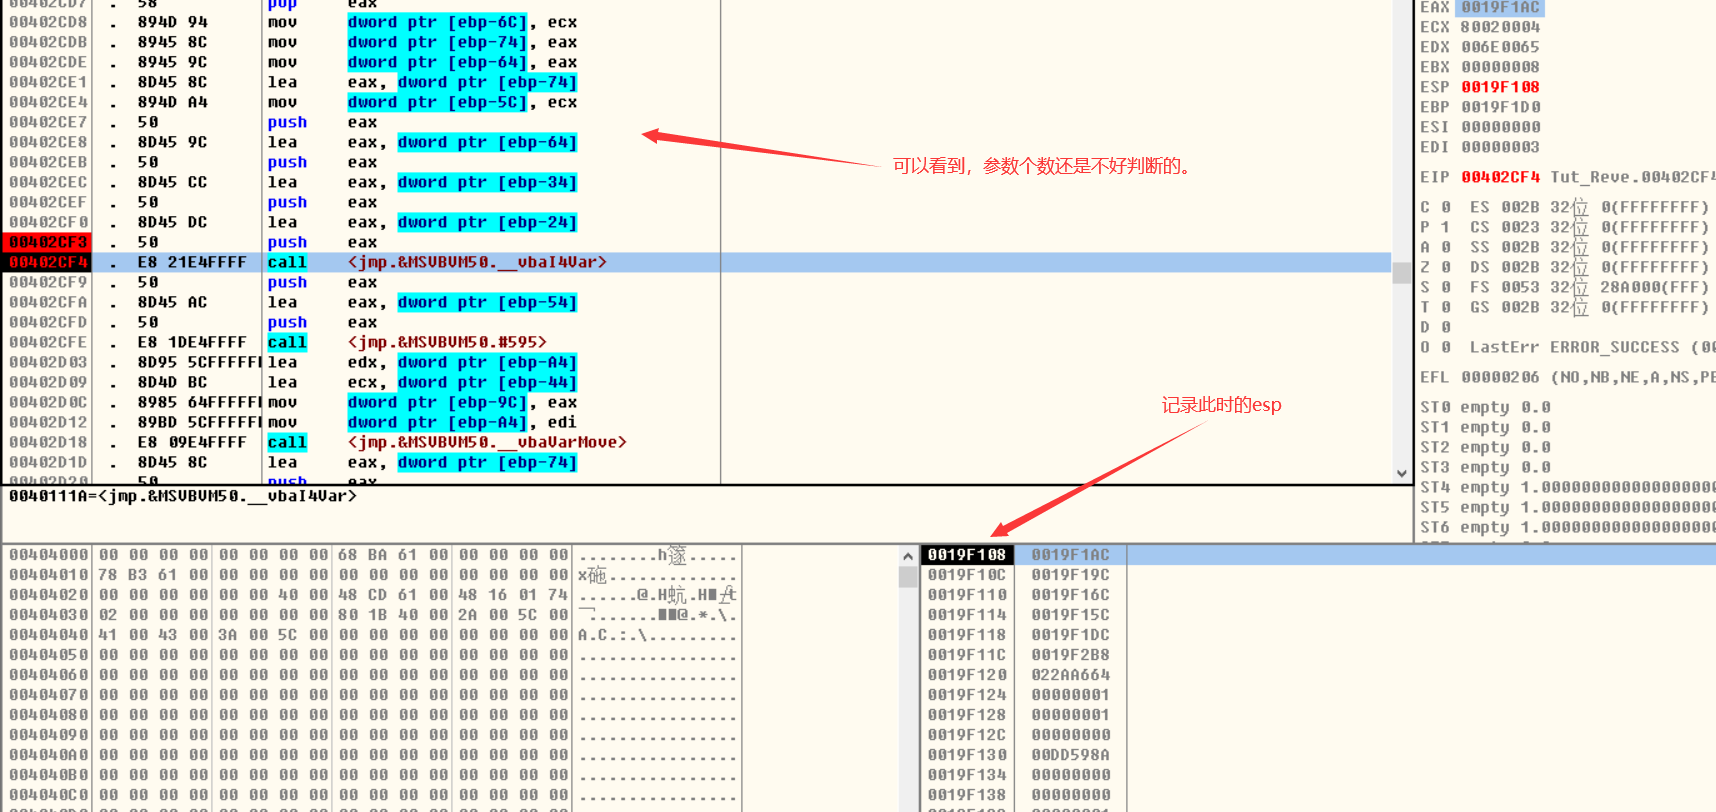 00402CD7 . 58 pop eax
00402CD8 . 894D 94 mov dword ptr [ebp-6C], ecx
00402CDB . 8945 8C mov dword ptr [ebp-74], eax
00402CDE . 8945 9C mov dword ptr [ebp-64], eax
00402CE1 . 8D45 8C lea eax, dword ptr [ebp-74]
00402CE4 . 894D A4 mov dword ptr [ebp-5C], ecx
00402CE7 . 50 push eax
00402CE8 . 8D45 9C lea eax, dword ptr [ebp-64]
00402CEB . 50 push eax
00402CEC . 8D45 CC lea eax, dword ptr [ebp-34]
00402CEF . 50 push eax
00402CF0 . 8D45 DC lea eax, dword ptr [ebp-24]
00402CF3 . 50 push eax
00402CF4 . E8 21E4FFFF call <jmp.&MSVBVM50.__vbaI4Var>
00402CF9 . 50 push eax
00402CFA . 8D45 AC lea eax, dword ptr [ebp-54]
00402CFD . 50 push eax
00402CFE . E8 1DE4FFFF call <jmp.&MSVBVM50.#595>
00402D03 . 8D95 5CFFFFFF lea edx, dword ptr [ebp-A4]
00402D09 . 8D4D BC lea ecx, dword ptr [ebp-44]
00402D0C . 8985 64FFFFFF mov dword ptr [ebp-9C], eax
00402D12 . 89BD 5CFFFFFF mov dword ptr [ebp-A4], edi
00402D18 . E8 09E4FFFF call <jmp.&MSVBVM50.__vbaVarMove>
00402D1D . 8D45 8C lea eax, dword ptr [ebp-74]
00402D20 . 50 push eax
可以看到，参数个数还是不好判断的。
记录此时的esp
0040111A=<jmp.&MSVBVM50.__vbaI4Var>
EAX 0019F1AC
ECX 80020004
EDX 006E0065
EBX 00000008
ESP 0019F108
EBP 0019F1D0
ESI 00000000
EDI 00000003
EIP 00402CF4 Tut_Reve.00402CF4
C 0 ES 002B 32位 0(FFFFFFFF)
P 1 CS 0023 32位 0(FFFFFFFF)
A 0 SS 002B 32位 0(FFFFFFFF)
Z 0 DS 002B 32位 0(FFFFFFFF)
S 0 FS 0053 32位 28A000(FFF)
T 0 GS 002B 32位 0(FFFFFFFF)
D 0
O 0 LastErr ERROR_SUCCESS (00
EFL 00000206 (NO,NB,NE,A,NS,PE
ST0 empty 0.0
ST1 empty 0.0
ST2 empty 0.0
ST3 empty 0.0
ST4 empty 1.0000000000000000
ST5 empty 1.0000000000000000
ST6 empty 1.0000000000000000
00404000 00 00 00 00 00 00 00 00 68 BA 61 00 00 00 00 00 ........h篴.....
00404010 78 B3 61 00 00 00 00 00 00 00 00 00 00 00 00 00 x砤.............
00404020 00 00 00 00 00 00 40 00 48 CD 61 00 48 16 01 74
00404030 02 00 00 00 00 00 00 00 80 1B 40 00 2A 00 5C 00
00404040 41 00 43 00 3A 00 5C 00 00 00 00 00 00 00 00 00 A.C.:.\.........
00404050 00 00 00 00 00 00 00 00 00 00 00 00 00 00 00 00 ................
00404060 00 00 00 00 00 00 00 00 00 00 00 00 00 00 00 00 ................
00404070 00 00 00 00 00 00 00 00 00 00 00 00 00 00 00 00 ................
00404080 00 00 00 00 00 00 00 00 00 00 00 00 00 00 00 00 ................
00404090 00 00 00 00 00 00 00 00 00 00 00 00 00 00 00 00 ................
004040A0 00 00 00 00 00 00 00 00 00 00 00 00 00 00 00 00 ................
004040B0 00 00 00 00 00 00 00 00 00 00 00 00 00 00 00 00 ................
004040C0 00 00 00 00 00 00 00 00 00 00 00 00 00 00 00 00 ................
0019F108 0019F1AC
0019F10C 0019F19C
0019F110 0019F16C
0019F114 0019F15C
0019F118 0019F1DC
0019F11C 0019F2B8
0019F120 022AA664
0019F124 00000001
0019F128 00000001
0019F12C 00000000
0019F130 00DD598A
0019F134 00000000
0019F138 00000000